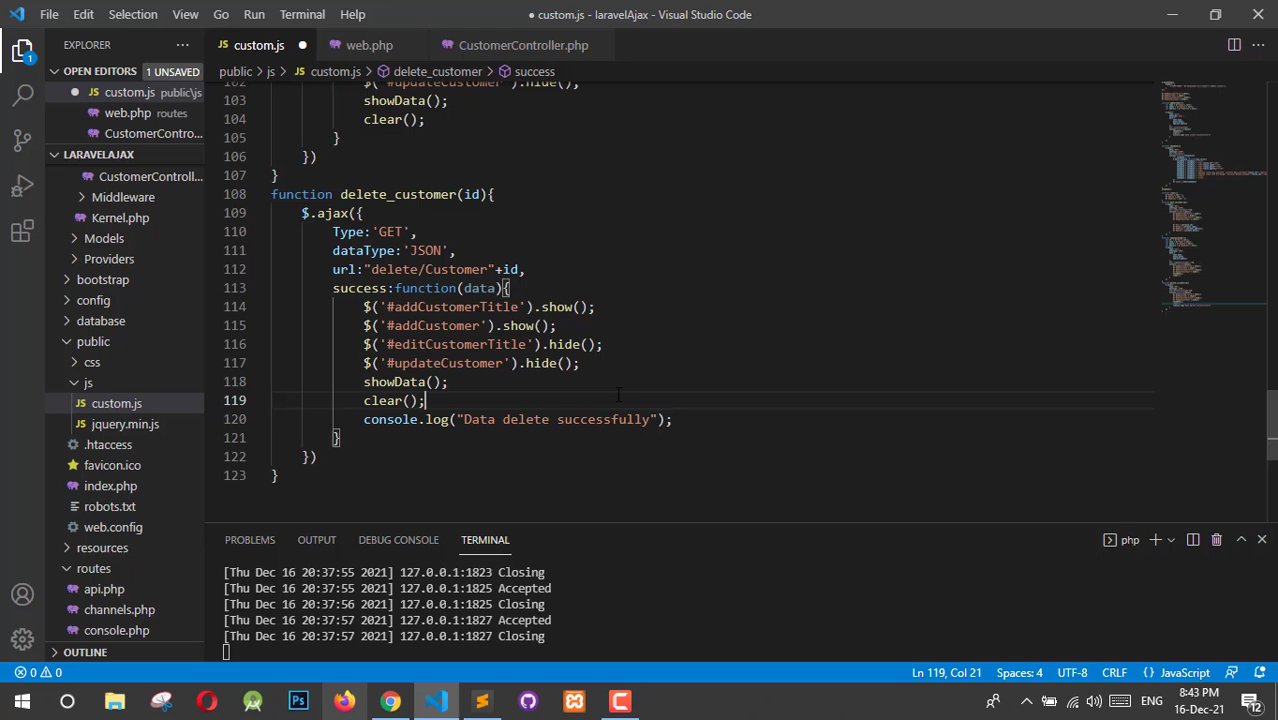 File Edit Selection View Go Run Terminal Help
● custom.js - laravelAjax - Visual Studio Code
EXPLORER
OPEN EDITORS 1 UNSAVED
custom.js public\js
web.php routes
CustomerContro...
LARAVELAJAX
CustomerControll...
Middleware
Kernel.php
Models
Providers
bootstrap
config
database
public
css
js
custom.js
jquery.min.js
.htaccess
favicon.ico
index.php
robots.txt
web.config
resources
routes
api.php
channels.php
console.php
OUTLINE
JS custom.js ● web.php CustomerController.php
public > js > JS custom.js > delete_customer > success
102 $('#updateCustomer').hide();
103 showData();
104 clear();
105 }
106 })
107 }
108 function delete_customer(id){
109 $.ajax({
110 Type:'GET',
111 dataType:'JSON',
112 url:"delete/Customer"+id,
113 success:function(data){
114 $('#addCustomerTitle').show();
115 $('#addCustomer').show();
116 $('#editCustomerTitle').hide();
117 $('#updateCustomer').hide();
118 showData();
119 clear();
120 console.log("Data delete successfully");
121 }
122 })
123 }
PROBLEMS OUTPUT DEBUG CONSOLE TERMINAL
php
[Thu Dec 16 20:37:55 2021] 127.0.0.1:1823 Closing
[Thu Dec 16 20:37:55 2021] 127.0.0.1:1825 Accepted
[Thu Dec 16 20:37:56 2021] 127.0.0.1:1825 Closing
[Thu Dec 16 20:37:57 2021] 127.0.0.1:1827 Accepted
[Thu Dec 16 20:37:57 2021] 127.0.0.1:1827 Closing
0 0
Ln 119, Col 21 Spaces: 4 UTF-8 CRLF {} JavaScript
ENG
8:43 PM
16-Dec-21
12